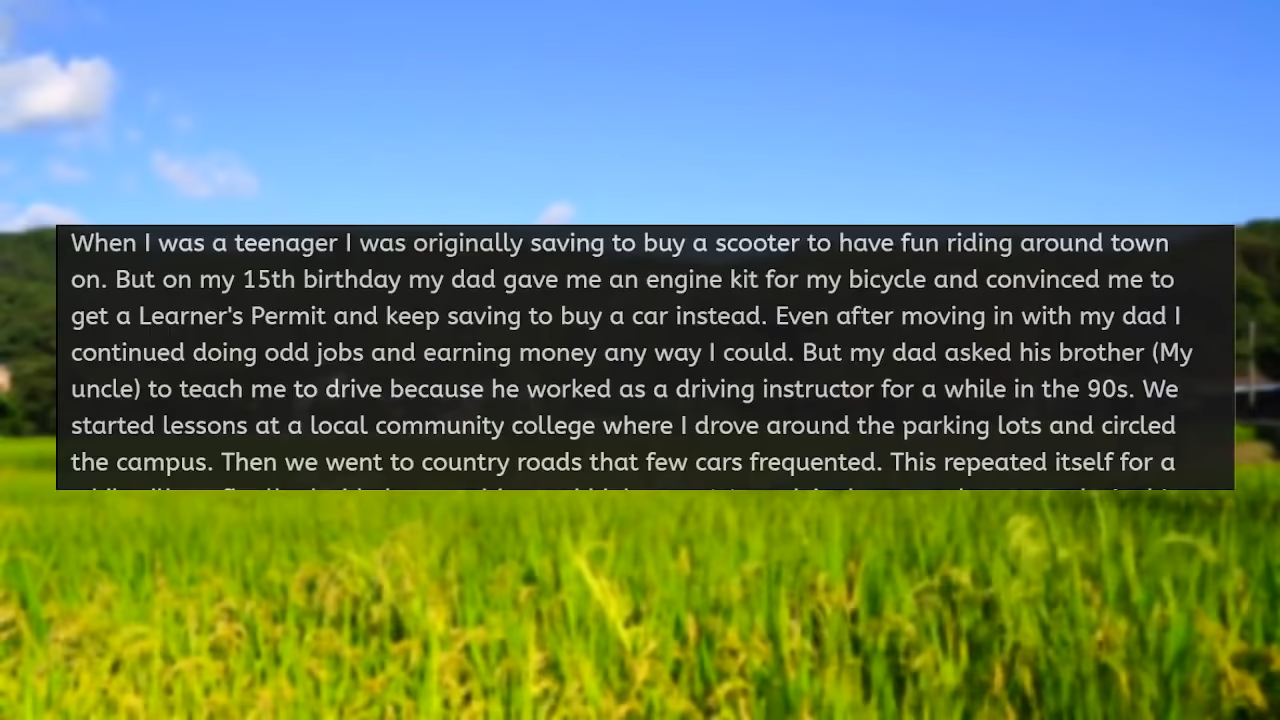 When I was a teenager I was originally saving to buy a scooter to have fun riding around town
on. But on my 15th birthday my dad gave me an engine kit for my bicycle and convinced me to
get a Learner's Permit and keep saving to buy a car instead. Even after moving in with my dad I
continued doing odd jobs and earning money any way I could. But my dad asked his brother (My
uncle) to teach me to drive because he worked as a driving instructor for a while in the 90s. We
started lessons at a local community college where I drove around the parking lots and circled
the campus. Then we went to country roads that few cars frequented. This repeated itself for a